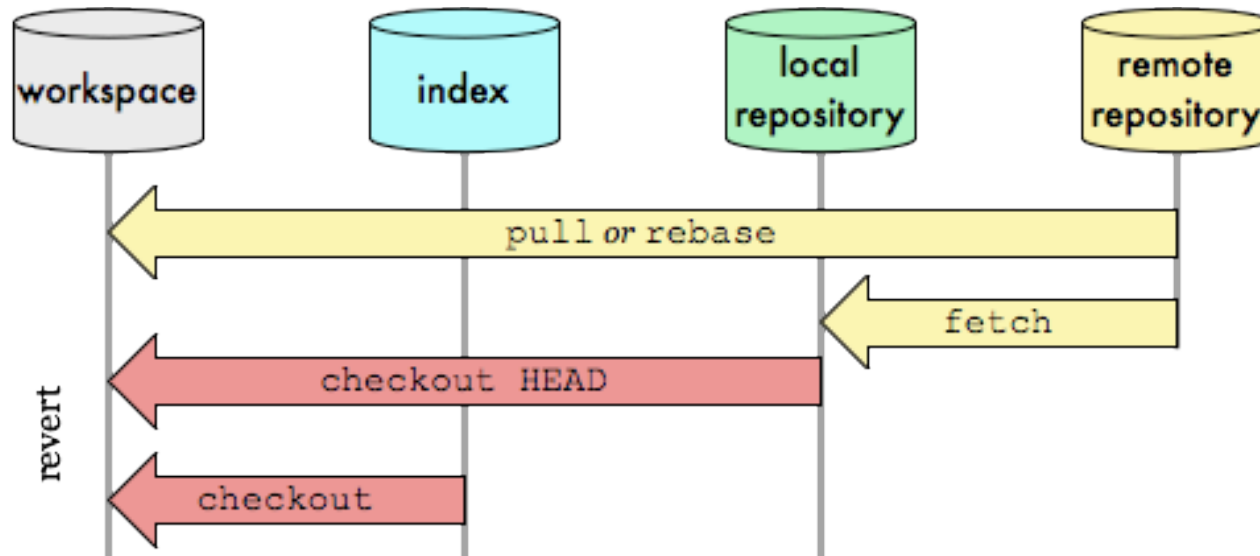 workspace
index
local
repository
remote
repository
pull or rebase
fetch
checkout HEAD
revert
checkout